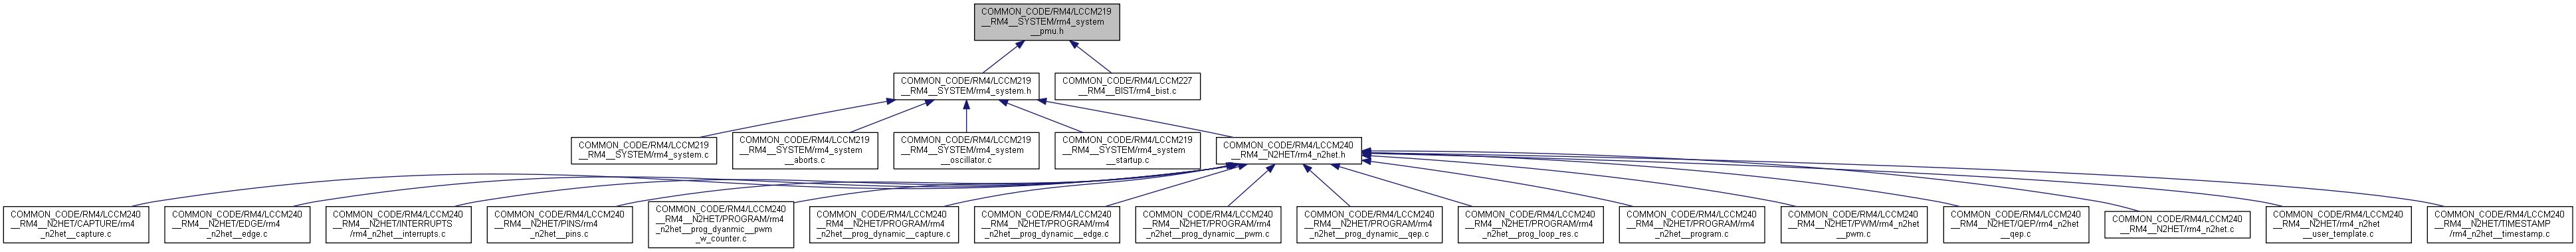 COMMON_CODE/RM4/LCCM219
__RM4__SYSTEM/rm4_system
__pmu.h
COMMON_CODE/RM4/LCCM219
__RM4__SYSTEM/rm4_system.h
COMMON_CODE/RM4/LCCM227
__RM4__BIST/rm4_bist.c
COMMON_CODE/RM4/LCCM219
__RM4__SYSTEM/rm4_system.c
COMMON_CODE/RM4/LCCM219
__RM4__SYSTEM/rm4_system
__aborts.c
COMMON_CODE/RM4/LCCM219
__RM4__SYSTEM/rm4_system
__oscillator.c
COMMON_CODE/RM4/LCCM219
__RM4__SYSTEM/rm4_system
__startup.c
COMMON_CODE/RM4/LCCM240
__RM4__N2HET/rm4_n2het.h
COMMON_CODE/RM4/LCCM240
__RM4__N2HET/CAPTURE/rm4
_n2het__capture.c
COMMON_CODE/RM4/LCCM240
__RM4__N2HET/EDGE/rm4
_n2het__edge.c
COMMON_CODE/RM4/LCCM240
__RM4__N2HET/INTERRUPTS
/rm4_n2het__interrupts.c
COMMON_CODE/RM4/LCCM240
__RM4__N2HET/PINS/rm4
_n2het__pins.c
COMMON_CODE/RM4/LCCM240
__RM4__N2HET/PROGRAM/rm4
_n2het__prog_dyanmic__pwm
_w_counter.c
COMMON_CODE/RM4/LCCM240
__RM4__N2HET/PROGRAM/rm4
_n2het__prog_dynamic__capture.c
COMMON_CODE/RM4/LCCM240
__RM4__N2HET/PROGRAM/rm4
_n2het__prog_dynamic__edge.c
COMMON_CODE/RM4/LCCM240
__RM4__N2HET/PROGRAM/rm4
_n2het__prog_dynamic__pwm.c
COMMON_CODE/RM4/LCCM240
__RM4__N2HET/PROGRAM/rm4
_n2het__prog_dynamic__qep.c
COMMON_CODE/RM4/LCCM240
__RM4__N2HET/PROGRAM/rm4
_n2het__prog_loop_res.c
COMMON_CODE/RM4/LCCM240
__RM4__N2HET/PROGRAM/rm4
_n2het__program.c
COMMON_CODE/RM4/LCCM240
__RM4__N2HET/PWM/rm4_n2het
__pwm.c
COMMON_CODE/RM4/LCCM240
__RM4__N2HET/QEP/rm4_n2het
__qep.c
COMMON_CODE/RM4/LCCM240
__RM4__N2HET/rm4_n2het.c
COMMON_CODE/RM4/LCCM240
__RM4__N2HET/rm4_n2het
__user_template.c
COMMON_CODE/RM4/LCCM240
__RM4__N2HET/TIMESTAMP
/rm4_n2het__timestamp.c